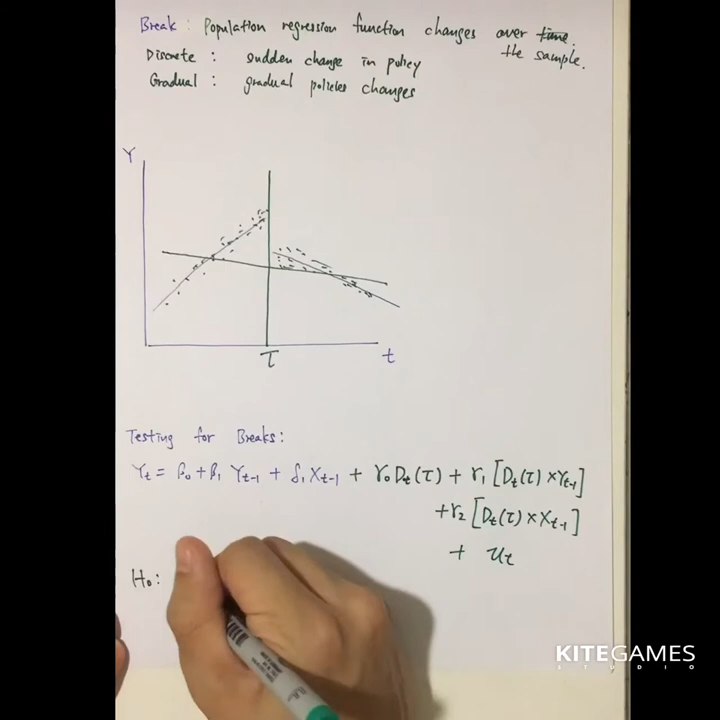 Break : Population regression function changes over time.
the sample.
Discrete : sudden change in policy
Gradual : gradual policies changes
Y
τ
t
Testing for Breaks:
Yt = β0 + β1 Yt-1 + δ1 Xt-1 + γ0 Dt(τ) + γ1 [Dt(τ) × Yt-1]
+ γ2 [Dt(τ) × Xt-1]
+ ut
H0:
KITEGAMES
STUDIO